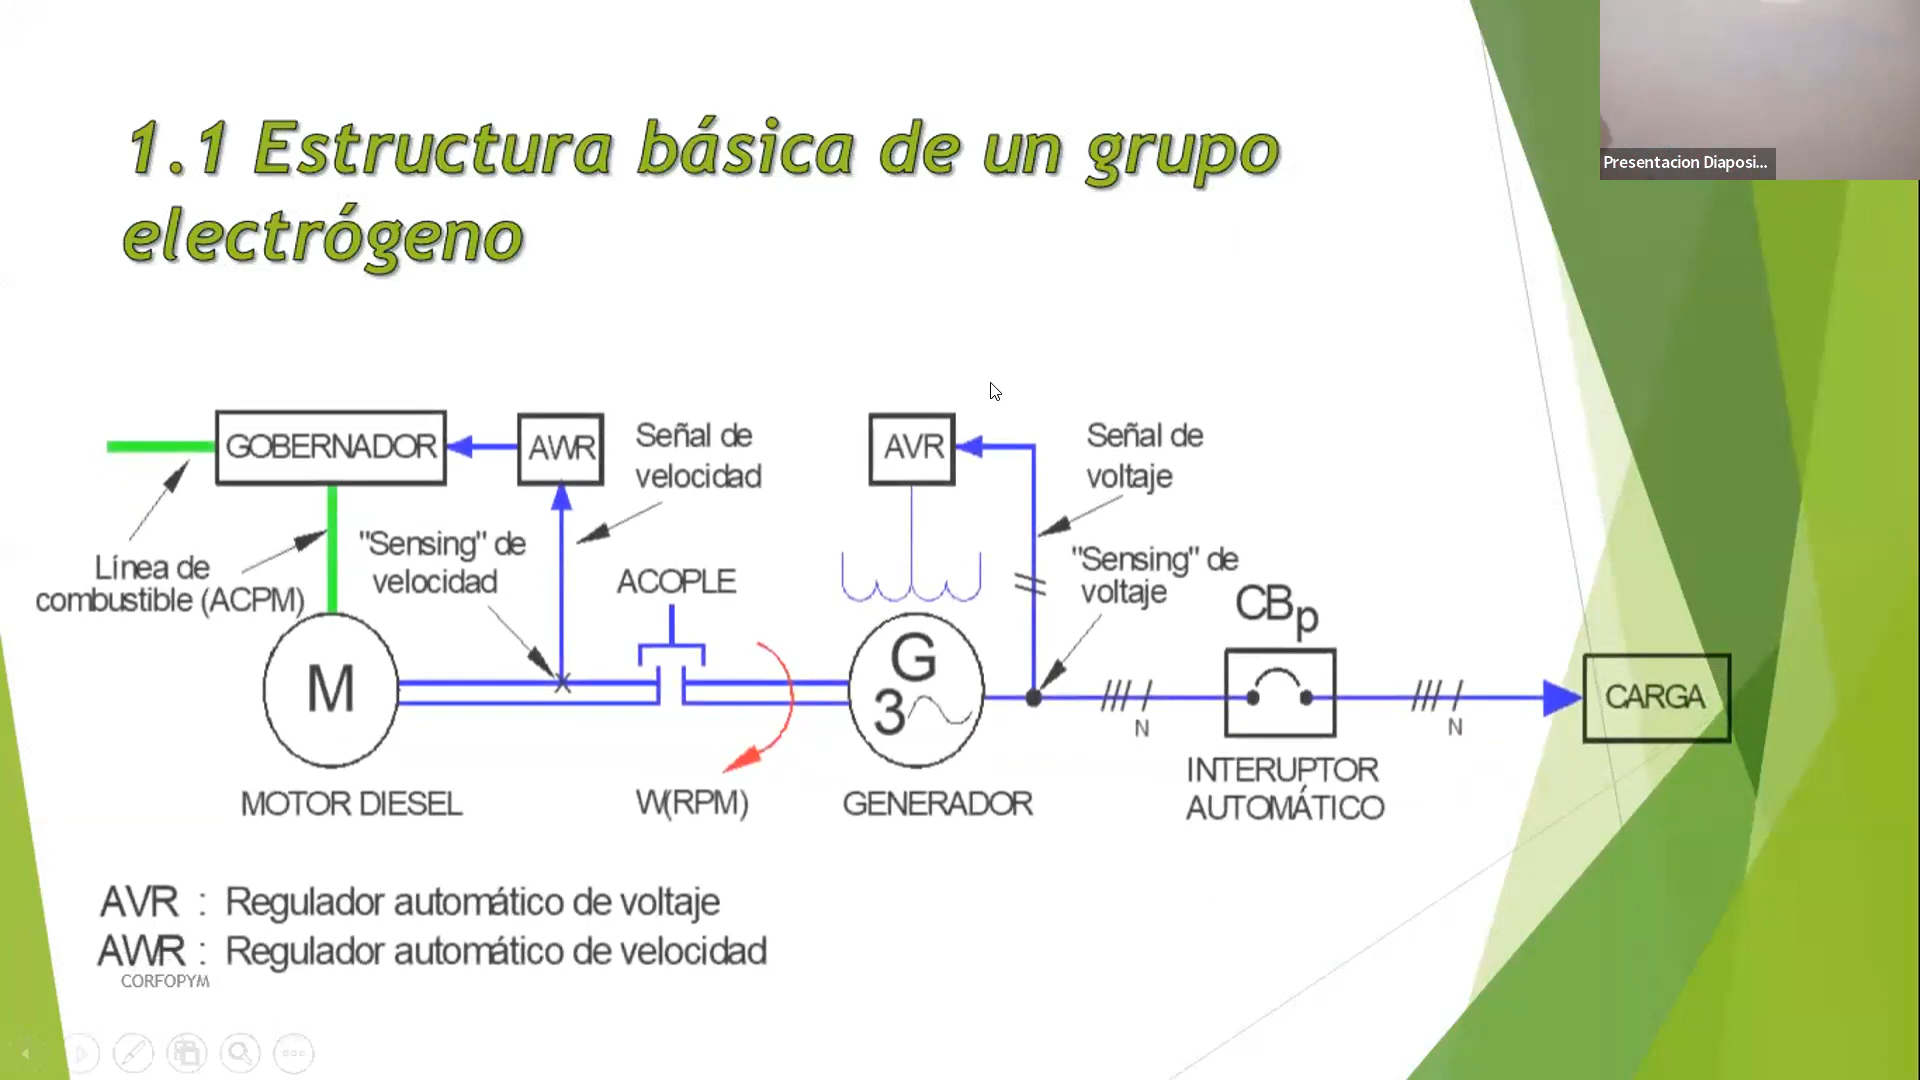 Presentacion Diaposi...
1.1 Estructura básica de un grupo
electrógeno
GOBERNADOR
AWR
Señal de
velocidad
AVR
Señal de
voltaje
"Sensing" de
velocidad
Línea de
combustible (ACPM)
ACOPLE
"Sensing" de
voltaje
CBp
M
G
3
N
N
CARGA
MOTOR DIESEL
W(RPM)
GENERADOR
INTERUPTOR
AUTOMÁTICO
AVR : Regulador automático de voltaje
AWR : Regulador automático de velocidad
CORFOPYM